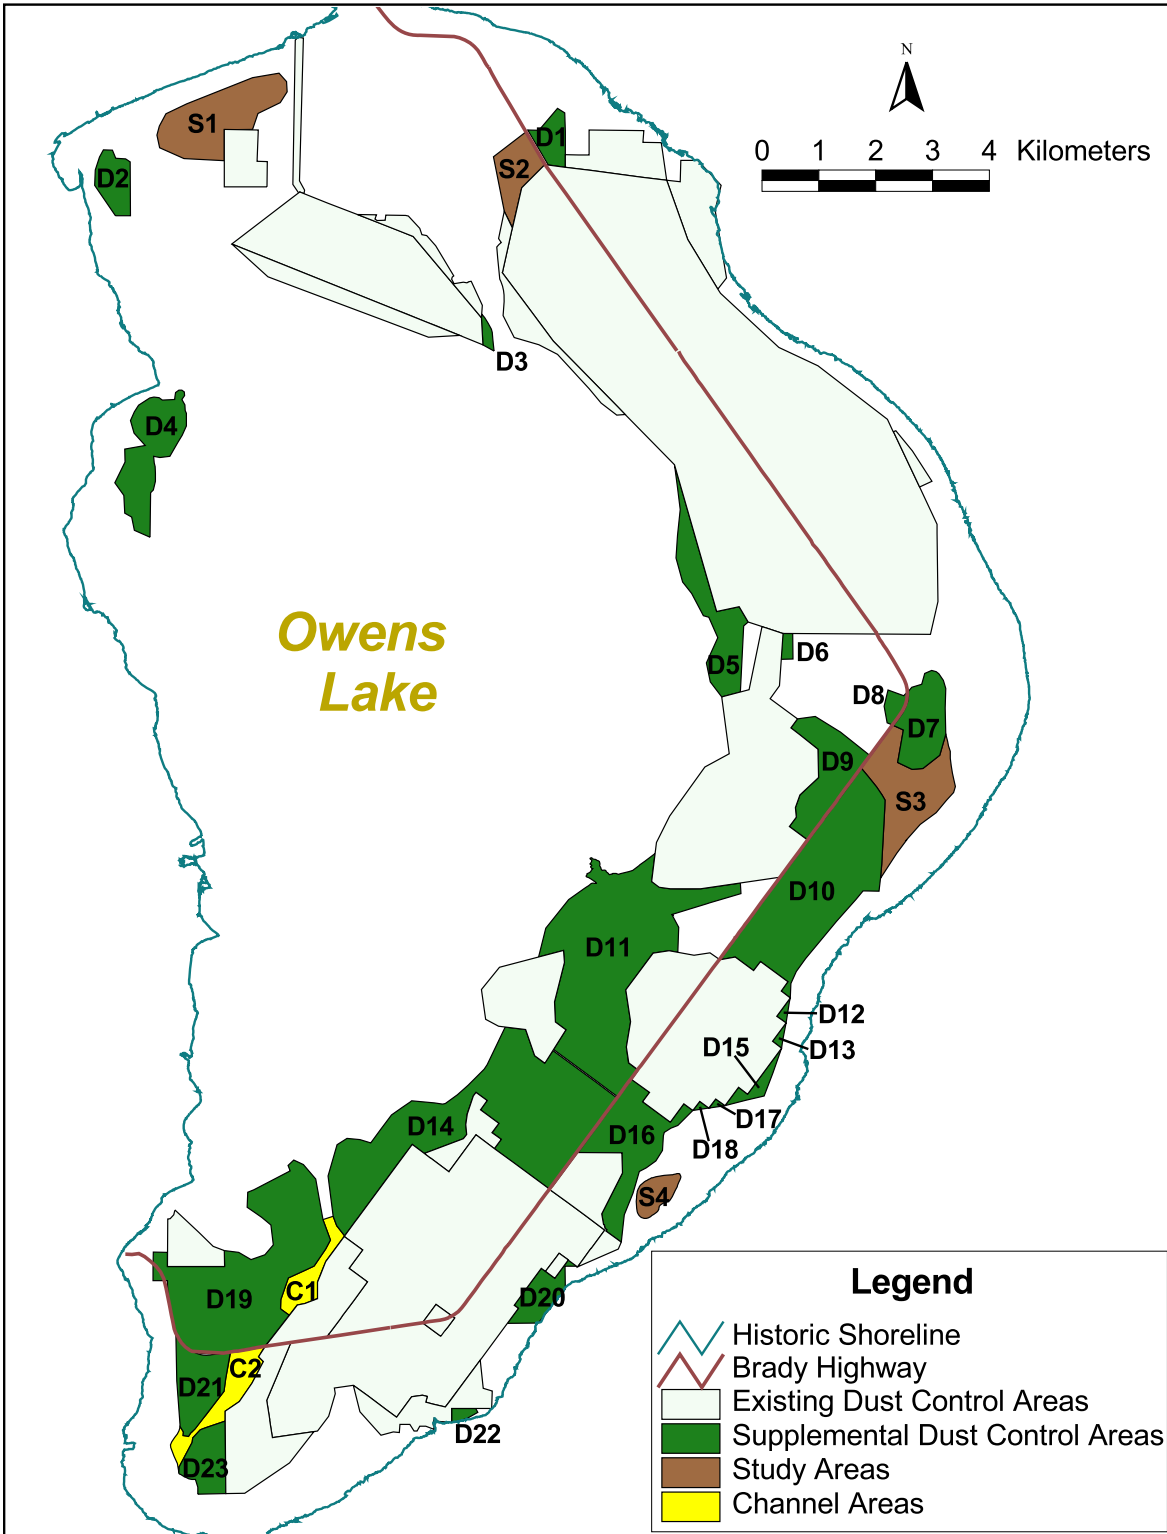 N
0 1 2 3 4 Kilometers
S1
D1
S2
D2
D3
D4
Owens
Lake
D5
D6
D8
D7
D9
S3
D10
D11
D12
D13
D15
D14
D16
D17
D18
S4
C1
D19
D20
C2
D21
D22
D23
Legend
Historic Shoreline
Brady Highway
Existing Dust Control Areas
Supplemental Dust Control Areas
Study Areas
Channel Areas